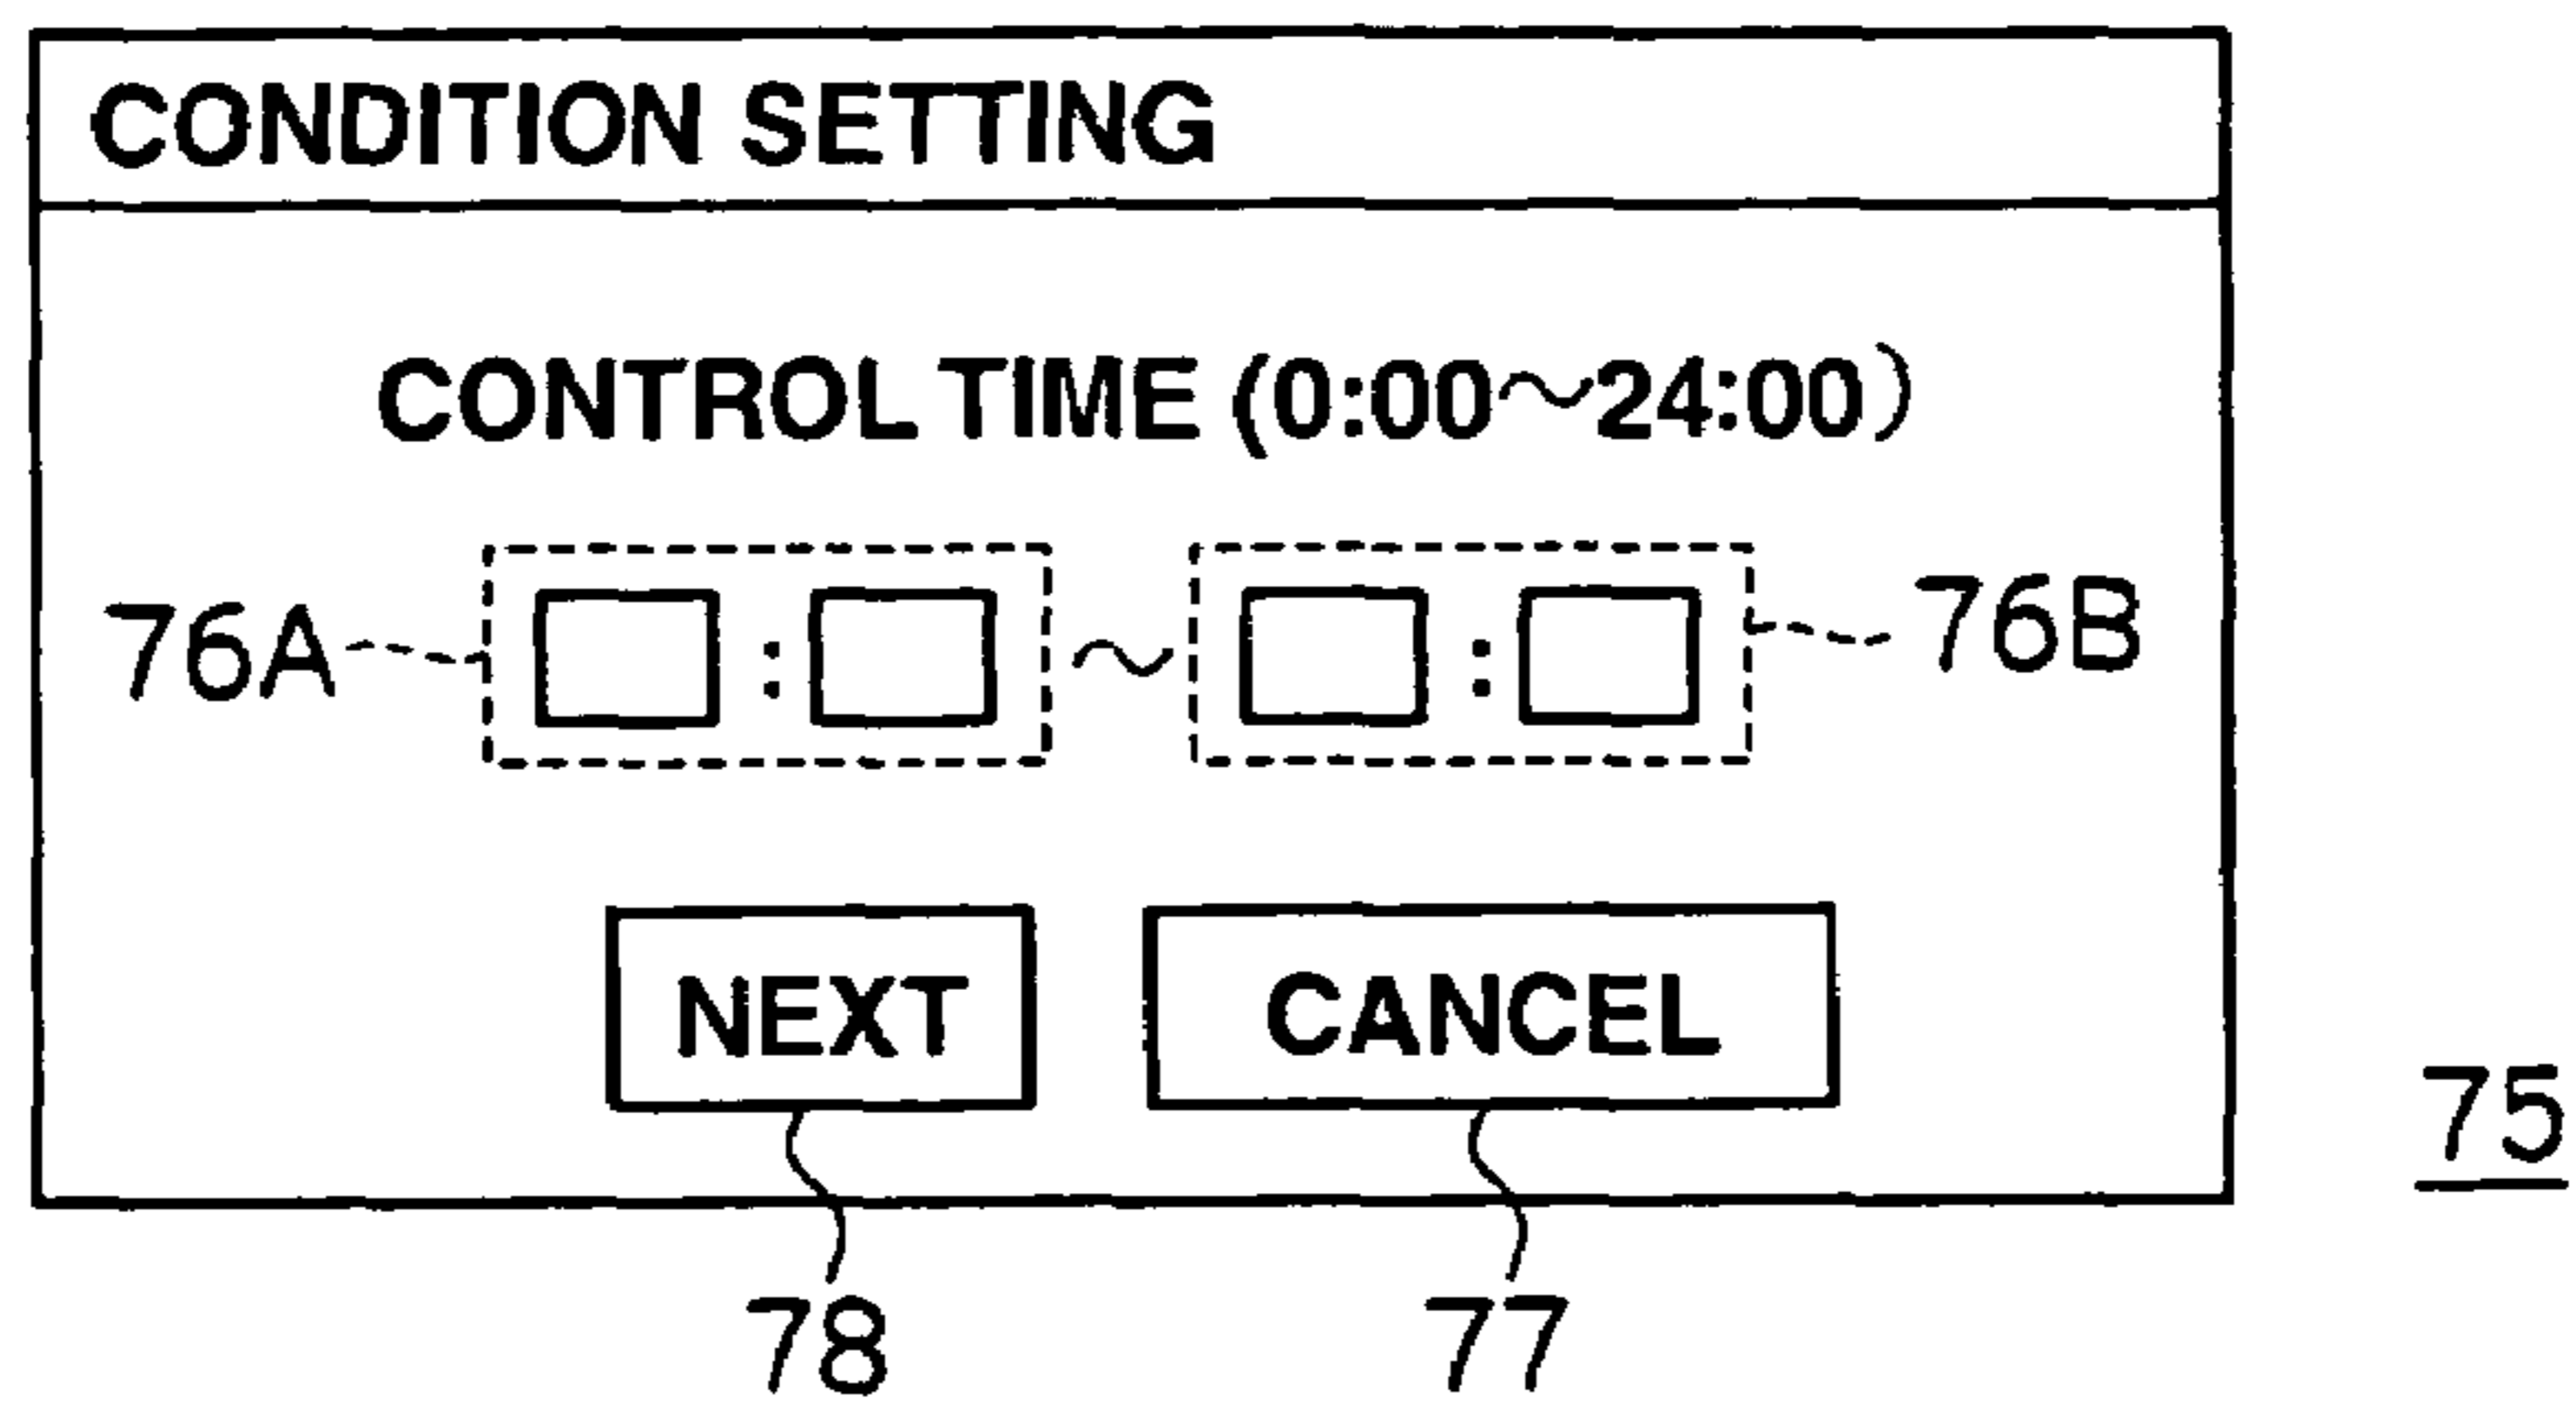 CONDITION SETTING
CONTROL TIME (0:00~24:00)
76A : ~ : 76B
NEXT CANCEL
75
78 77